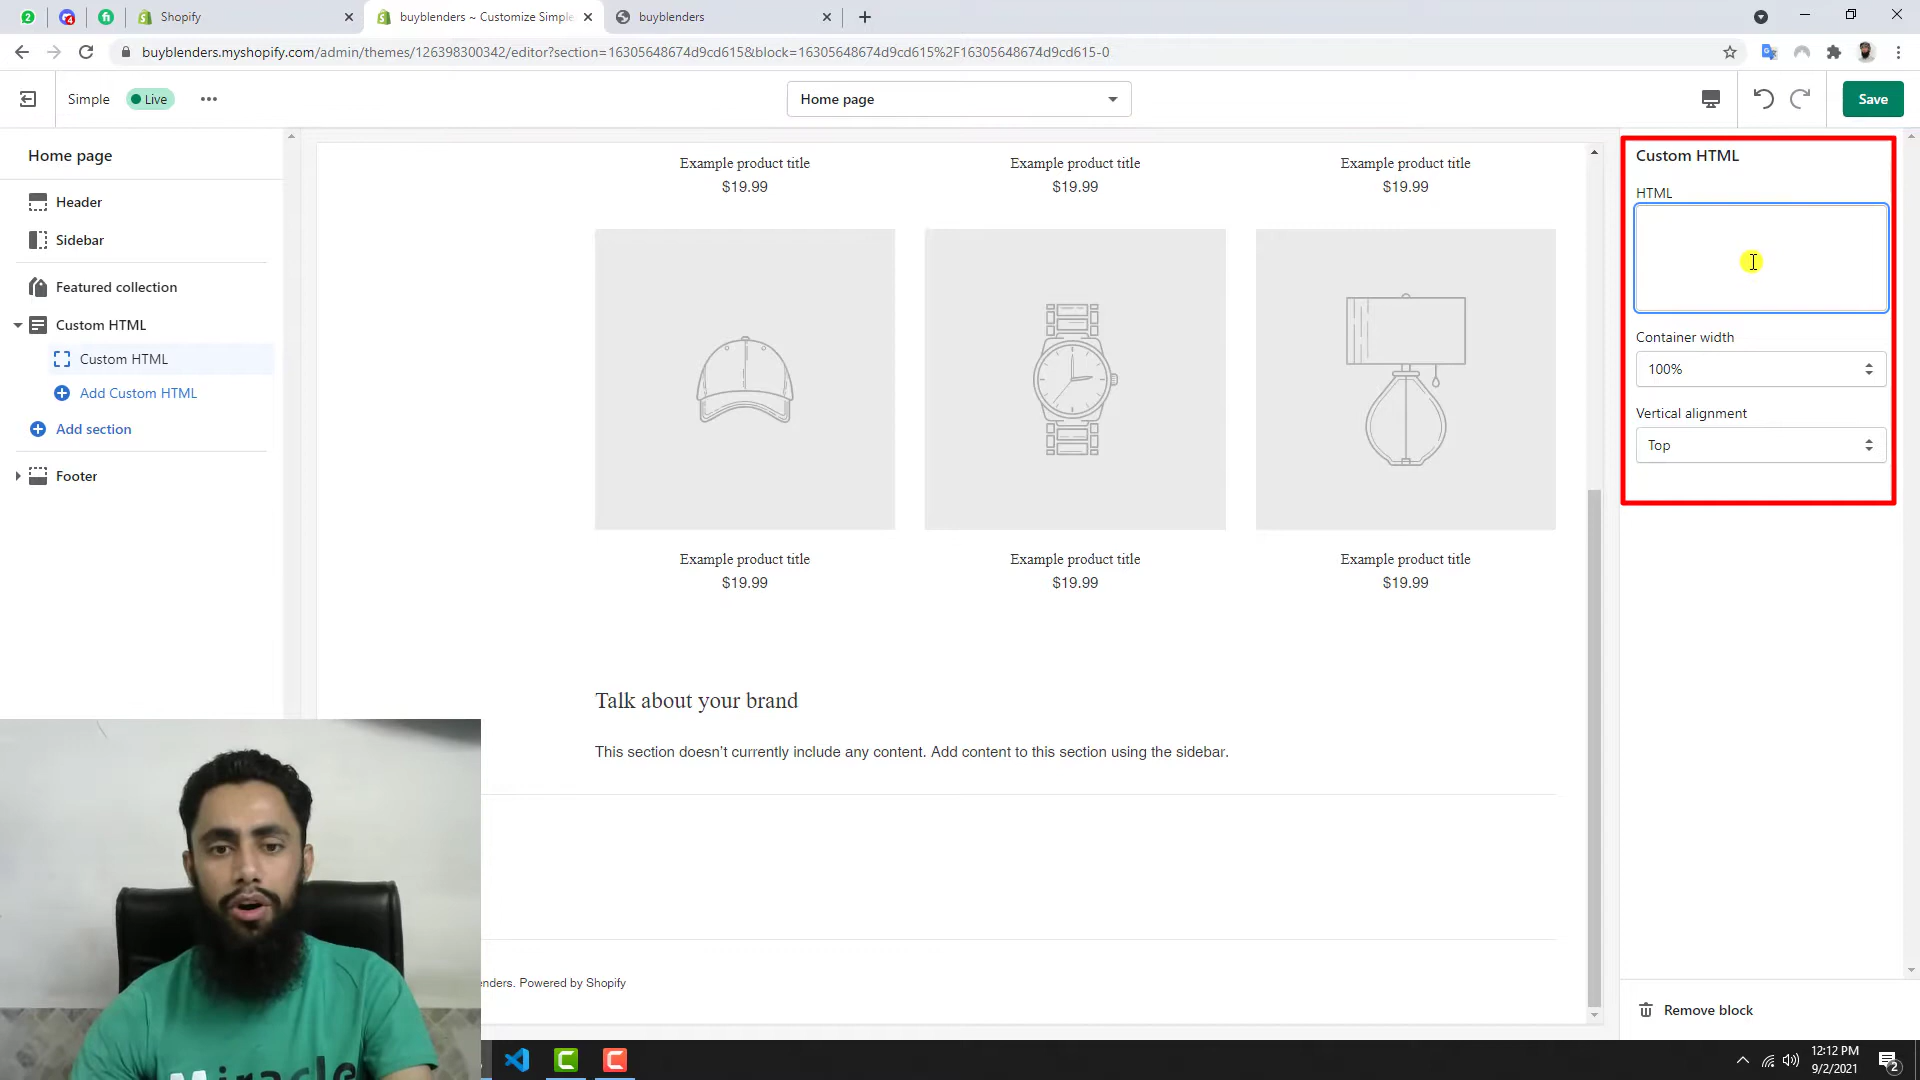 Shopify
buyblenders ~ Customize Simple
buyblenders
buyblenders.myshopify.com/admin/themes/126398300342/editor?section=16305648674d9cd615&block=16305648674d9cd615%2F16305648674d9cd615-0
Simple
Live
Home page
Save
Home page
Header
Sidebar
Featured collection
Custom HTML
Custom HTML
Add Custom HTML
Add section
Footer
Example product title
$19.99
Example product title
$19.99
Example product title
$19.99
Example product title
$19.99
Example product title
$19.99
Example product title
$19.99
Talk about your brand
This section doesn't currently include any content. Add content to this section using the sidebar.
enders. Powered by Shopify
Custom HTML
HTML
Container width
100%
Vertical alignment
Top
Remove block
Miracle
12:12 PM
9/2/2021
2